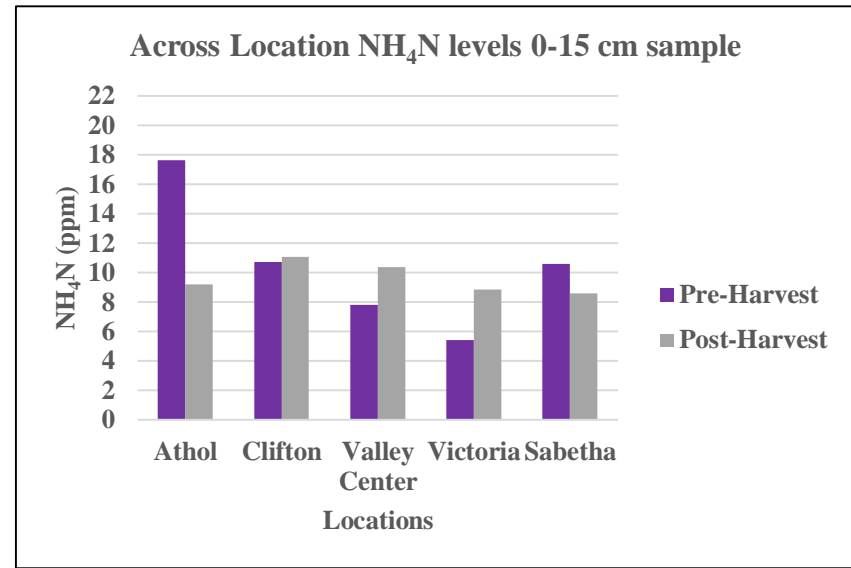 Across Location NH₄N levels 0-15 cm sample
22
20
18
16
14
12
10
8
6
4
2
0
NH₄N (ppm)
Athol Clifton Valley Center Victoria Sabetha
Locations
Pre-Harvest
Post-Harvest